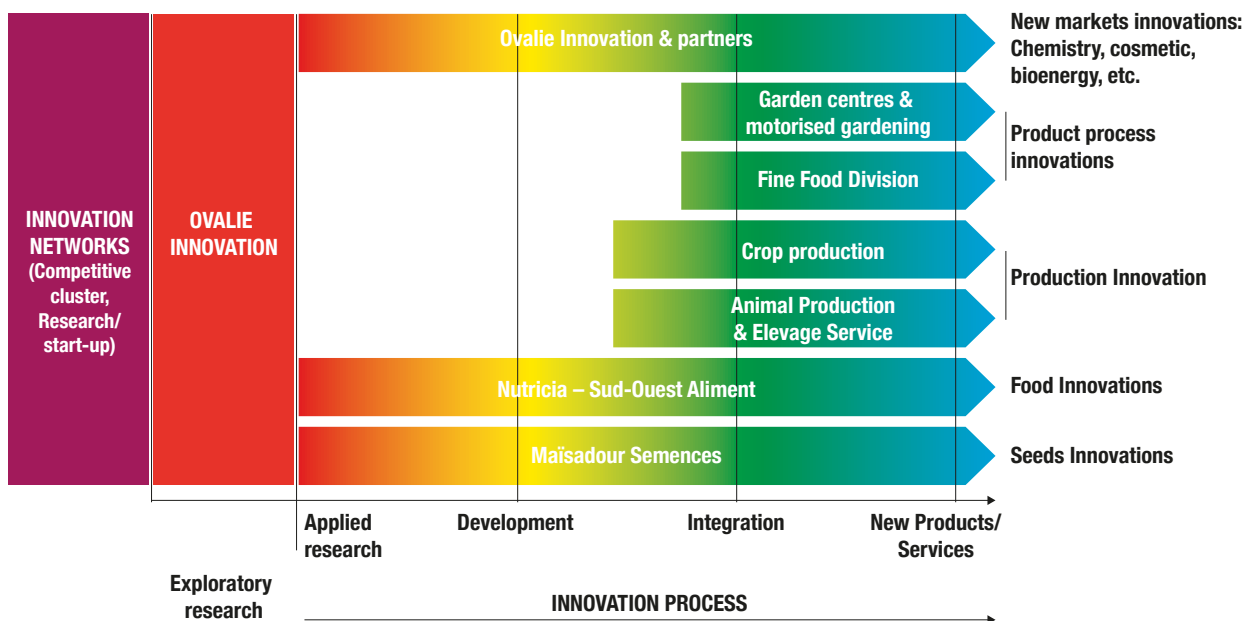 INNOVATION
NETWORKS
(Competitive
cluster,
Research/
start-up)
OVALIE
INNOVATION
Ovalie Innovation & partners
New markets innovations:
Chemistry, cosmetic,
bioenergy, etc.
Garden centres &
motorised gardening
Fine Food Division
Product process
innovations
Crop production
Animal Production
& Elevage Service
Production Innovation
Nutricia – Sud-Ouest Aliment
Food Innovations
Maïsadour Semences
Seeds Innovations
Applied
research
Development
Integration
New Products/
Services
Exploratory
research
INNOVATION PROCESS